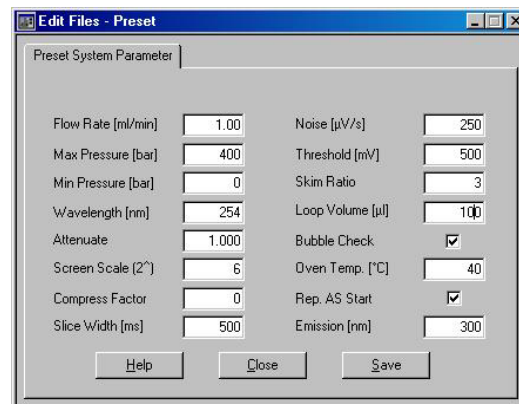 Edit Files - Preset
Preset System Parameter
Flow Rate [ml/min] 1.00 Noise [µV/s] 250
Max Pressure [bar] 400 Threshold [mV] 500
Min Pressure [bar] 0 Skim Ratio 3
Wavelength [nm] 254 Loop Volume [µl] 100
Attenuate 1.000 Bubble Check
Screen Scale (2^) 6 Oven Temp. [°C] 40
Compress Factor 0 Rep. AS Start
Slice Width [ms] 500 Emission [nm] 300
Help Close Save